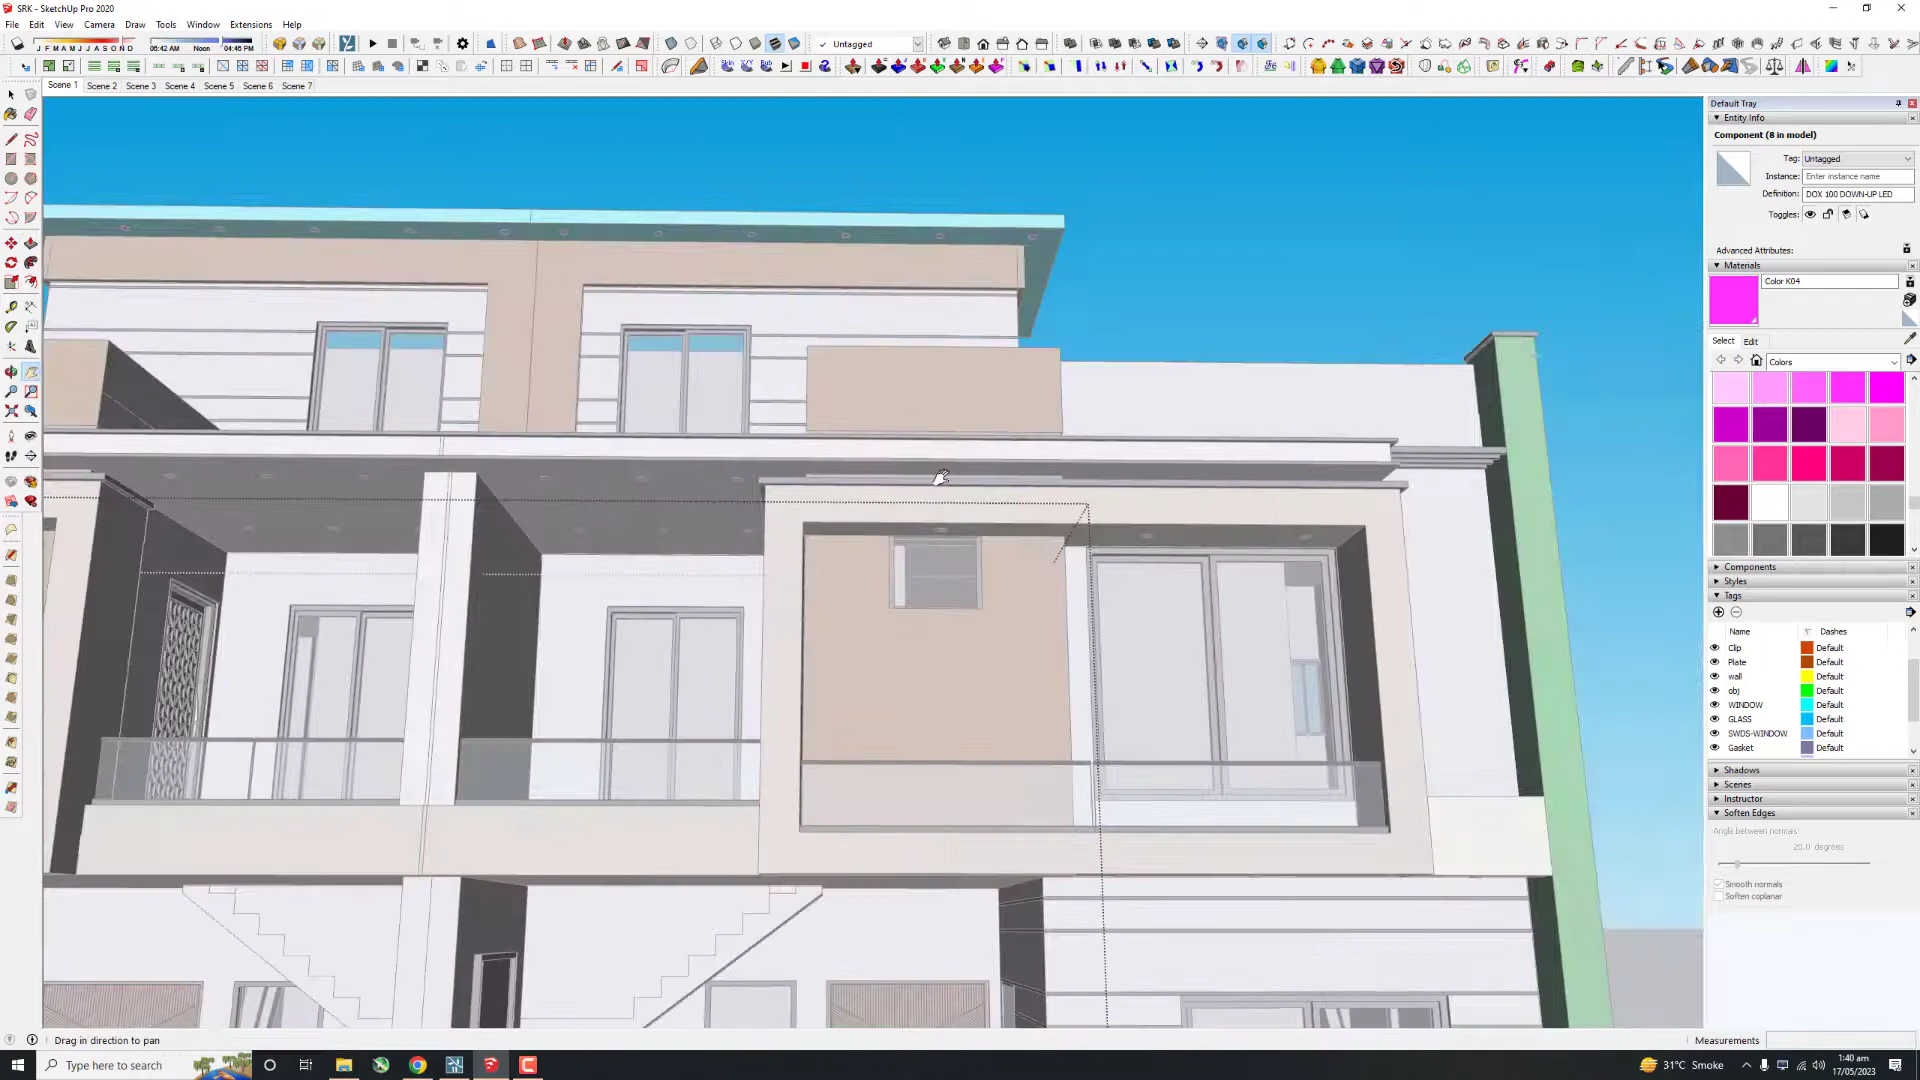 SRK - SketchUp Pro 2020
File Edit View Camera Draw Tools Window Extensions Help
J F M A M J J A S O N D 06:42 AM Noon 04:46 PM
Untagged
Scene 1 Scene 2 Scene 3 Scene 4 Scene 5 Scene 6 Scene 7
Default Tray
Entity Info
Component (8 in model)
Tag: Untagged
Instance: Enter instance name
Definition: DOX 100 DOWN-UP LED
Toggles:
Advanced Attributes:
Materials
Color K04
Select Edit
Colors
Components
Styles
Tags
Name Dashes
Clip Default
Plate Default
wall Default
obj Default
WINDOW Default
GLASS Default
SWDS-WINDOW Default
Gasket Default
Shadows
Scenes
Instructor
Soften Edges
Angle between normals:
20.0 degrees
Smooth normals
Soften coplanar
Drag in direction to pan
Measurements
Type here to search
31°C Smoke
1:40 am
17/05/2023